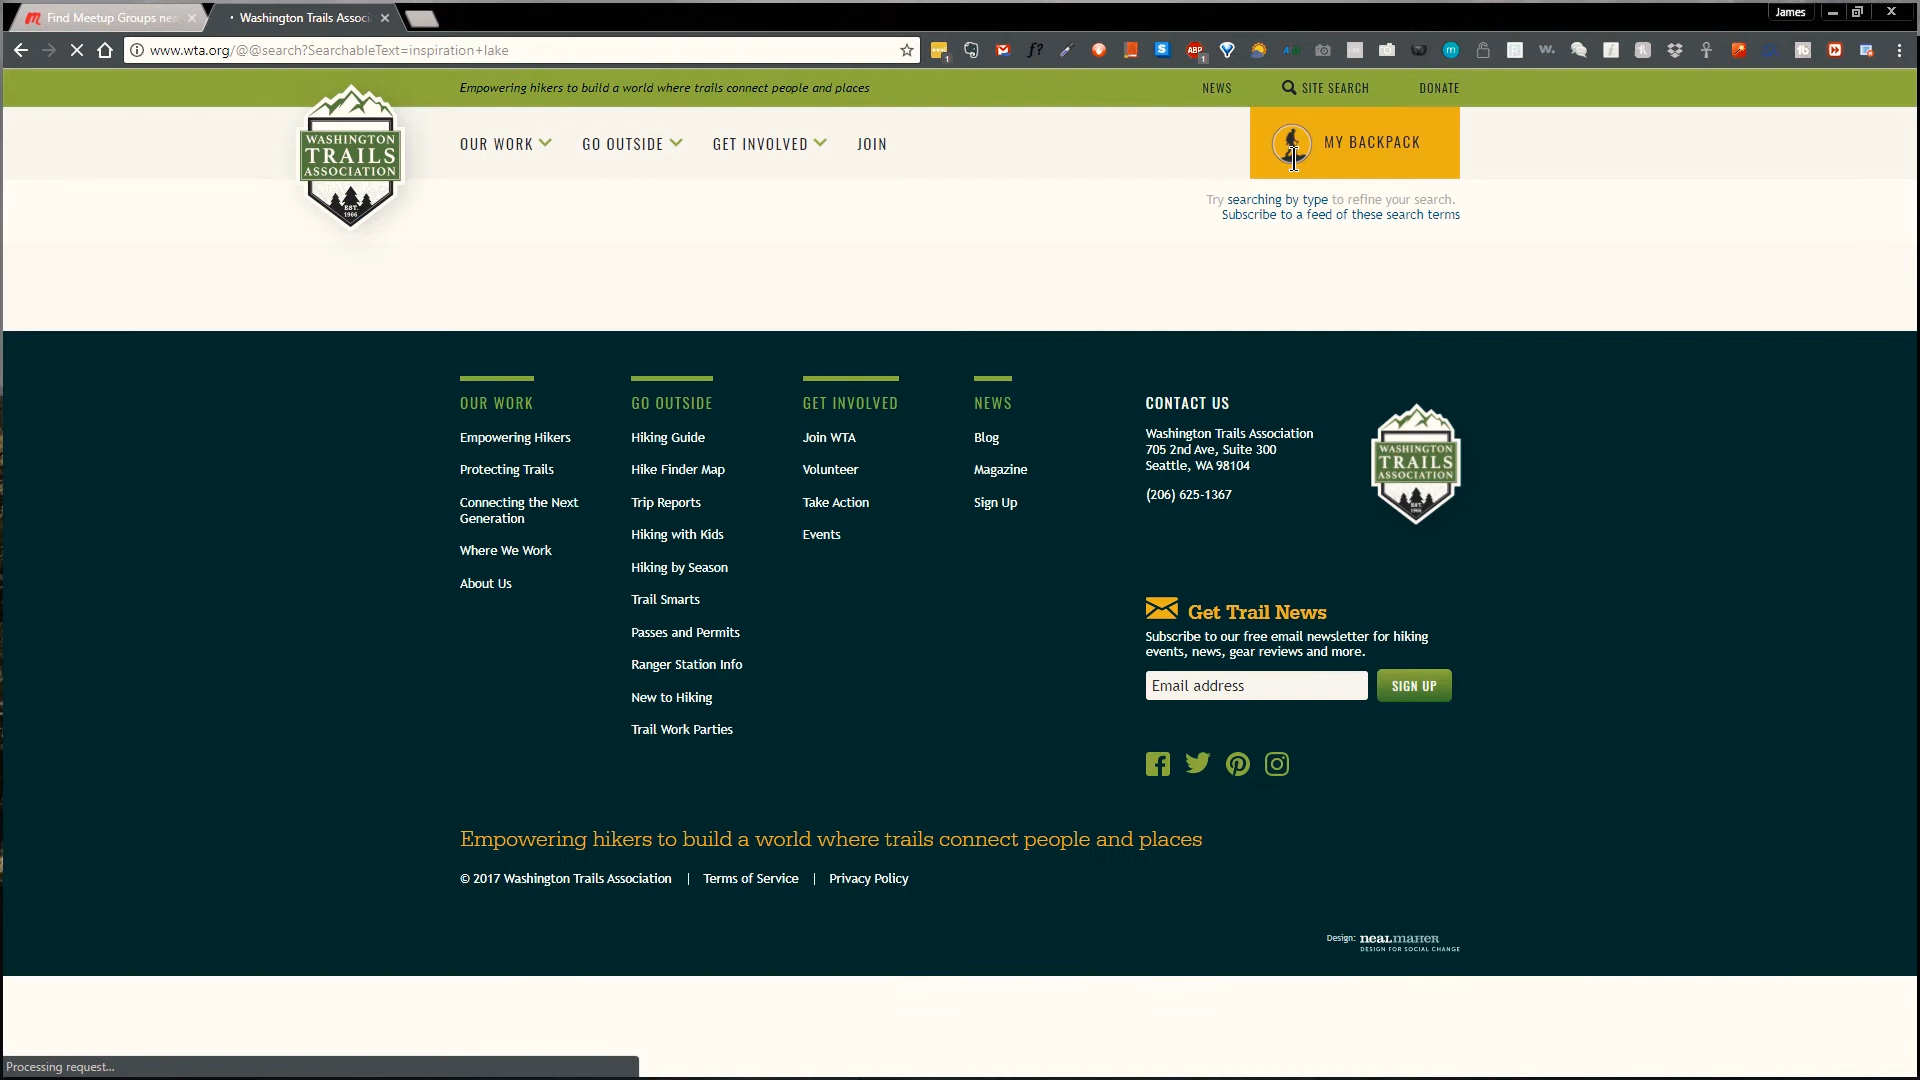 Find Meetup Groups nea
Washington Trails Associ
James
www.wta.org/@@search?SearchableText=inspiration+lake
Empowering hikers to build a world where trails connect people and places
NEWS
SITE SEARCH
DONATE
WASHINGTON
TRAILS
ASSOCIATION
EST.
1966
OUR WORK
GO OUTSIDE
GET INVOLVED
JOIN
MY BACKPACK
Try searching by type to refine your search.
Subscribe to a feed of these search terms
OUR WORK
Empowering Hikers
Protecting Trails
Connecting the Next
Generation
Where We Work
About Us
GO OUTSIDE
Hiking Guide
Hike Finder Map
Trip Reports
Hiking with Kids
Hiking by Season
Trail Smarts
Passes and Permits
Ranger Station Info
New to Hiking
Trail Work Parties
GET INVOLVED
Join WTA
Volunteer
Take Action
Events
NEWS
Blog
Magazine
Sign Up
CONTACT US
Washington Trails Association
705 2nd Ave, Suite 300
Seattle, WA 98104
(206) 625-1367
WASHINGTON
TRAILS
ASSOCIATION
EST.
1966
Get Trail News
Subscribe to our free email newsletter for hiking
events, news, gear reviews and more.
Email address
SIGN UP
Empowering hikers to build a world where trails connect people and places
© 2017 Washington Trails Association | Terms of Service | Privacy Policy
Design: nealmaher
DESIGN FOR SOCIAL CHANGE
Processing request...